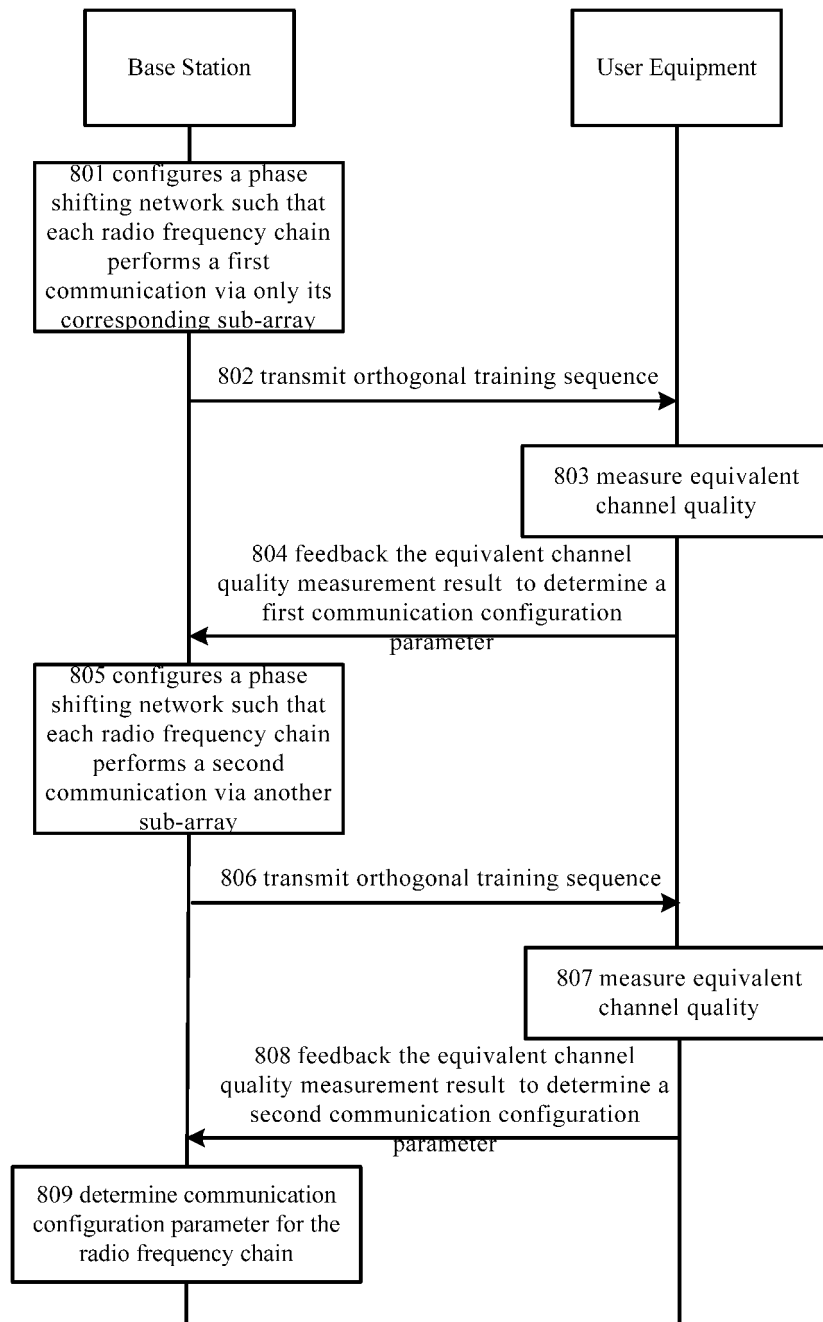 Base Station
User Equipment
801 configures a phase
shifting network such that
each radio frequency chain
performs a first
communication via only its
corresponding sub-array
802 transmit orthogonal training sequence
803 measure equivalent
channel quality
804 feedback the equivalent channel
quality measurement result to determine a
first communication configuration
parameter
805 configures a phase
shifting network such that
each radio frequency chain
performs a second
communication via another
sub-array
806 transmit orthogonal training sequence
807 measure equivalent
channel quality
808 feedback the equivalent channel
quality measurement result to determine a
second communication configuration
parameter
809 determine communication
configuration parameter for the
radio frequency chain